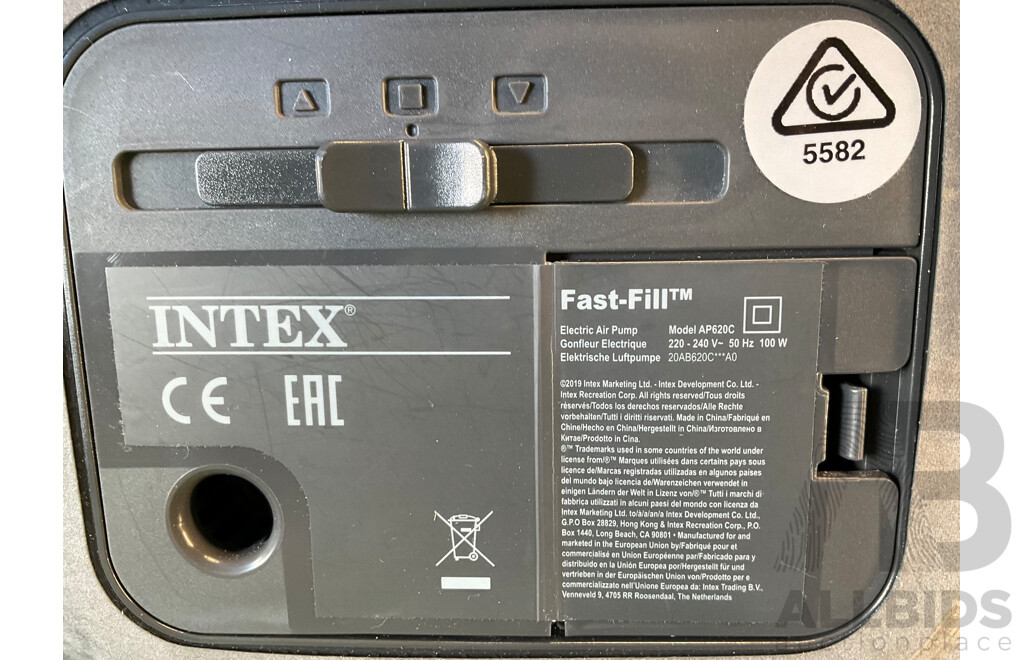 5582
INTEX®
CE EAC
Fast-Fill™
Electric Air Pump Model AP620C
Gonfleur Electrique 220 - 240 V~ 50 Hz 100 W
Elektrische Luftpumpe 20AB620C***A0
©2019 Intex Marketing Ltd. - Intex Development Co. Ltd. -
Intex Recreation Corp. All rights reserved/Tous droits
réservés/Todos los derechos reservados/Alle Rechte
vorbehalten/Tutti i diritti riservati. Made in China/Fabriqué en
Chine/Hecho en China/Hergestellt in China/Изготовлено в
Китае/Prodotto in Cina.
®™ Trademarks used in some countries of the world under
license from/®™ Marques utilisées dans certains pays sous
licence de/Marcas registradas utilizadas en algunos países
del mundo bajo licencia de/Warenzeichen verwendet in
einigen Ländern der Welt in Lizenz von/®™ Tutti i marchi di
fabbrica utilizzati in alcuni paesi del mondo con licenza di
Intex Marketing Ltd. to/à/a/an/a Intex Development Co. Ltd.,
G.P.O Box 28829, Hong Kong & Intex Recreation Corp., P.O.
Box 1440, Long Beach, CA 90801 • Manufactured for and
marketed in the European Union by/Fabriqué pour et
commercialisé en Union Européenne par/Fabricado para y
distribuido en la Unión Europea por/Hergestellt für und
vertrieben in der Europäischen Union von/Prodotto per e
commercializzato nell'Unione Europea da: Intex Trading B.V.,
Venneveld 9, 4705 RR Roosendaal, The Netherlands
AB
ALLBIDS
auctionplace